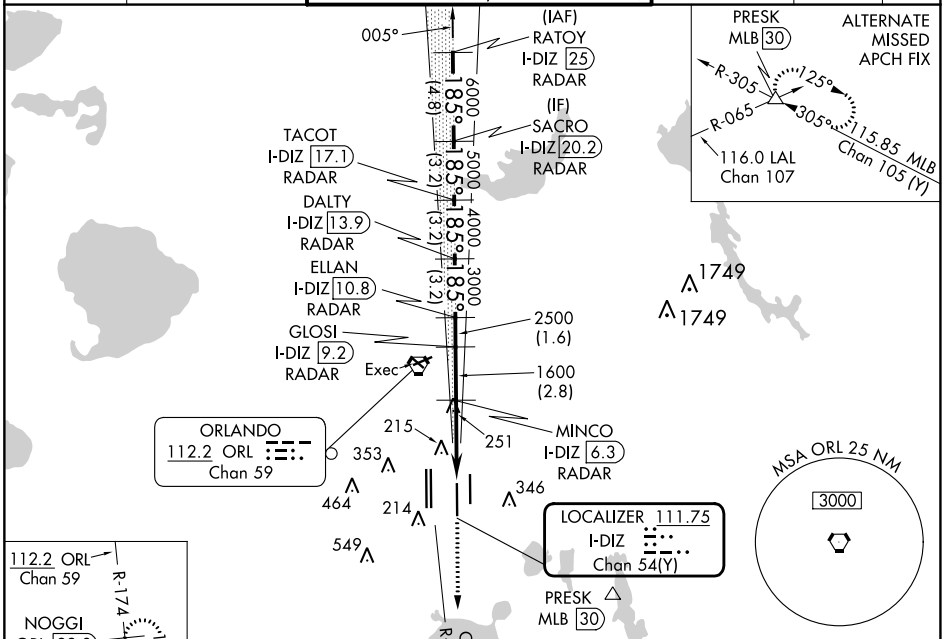 005°
(IAF)
RATOY
I-DIZ 25
RADAR
6000
(4.8)
185°
(IF)
SACRO
I-DIZ 20.2
RADAR
TACOT
I-DIZ 17.1
RADAR
5000
(3.2)
185°
DALTY
I-DIZ 13.9
RADAR
4000
(3.2)
185°
ELLAN
I-DIZ 10.8
RADAR
3000
(3.2)
185°
GLOSI
I-DIZ 9.2
RADAR
2500
(1.6)
1600
(2.8)
Exec
MINCO
I-DIZ 6.3
RADAR
ORLANDO
112.2 ORL
Chan 59
215
251
353
464
214
346
549
LOCALIZER 111.75
I-DIZ
Chan 54(Y)
PRESK
MLB 30
PRESK
MLB 30
ALTERNATE
MISSED
APCH FIX
R-305
125°
R-065
305°
115.85 MLB
Chan 105 (Y)
116.0 LAL
Chan 107
1749
1749
MSA ORL 25 NM
3000
112.2 ORL
Chan 59
R-174
NOGGI